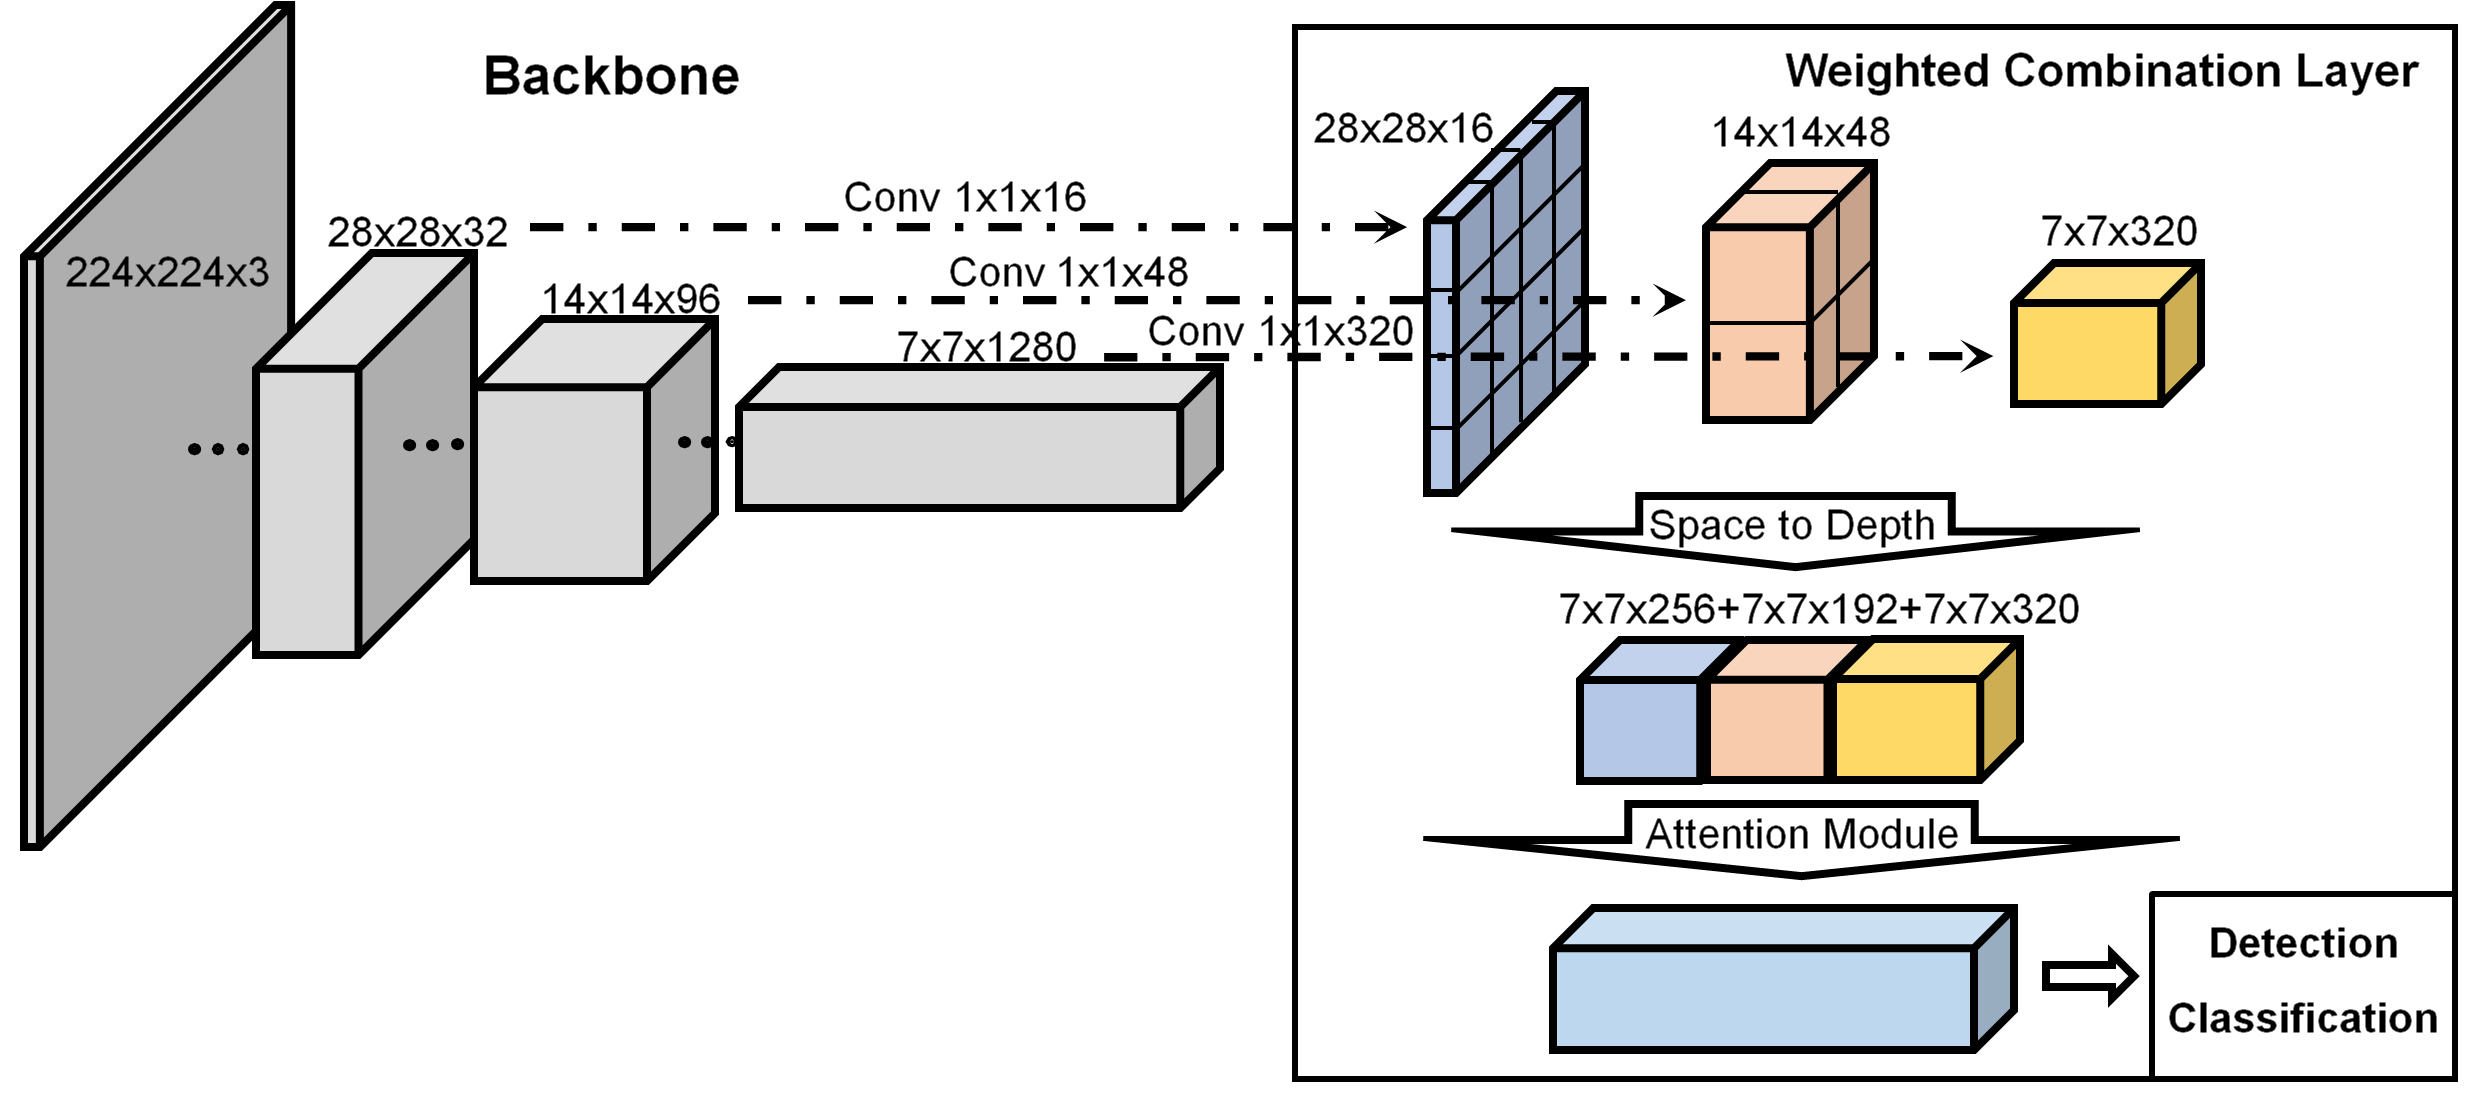 Backbone
Weighted Combination Layer
28x28x16
14x14x48
Conv 1x1x16
28x28x32
7x7x320
224x224x3
Conv 1x1x48
14x14x96
Conv 1x1x320
7x7x1280
Space to Depth
7x7x256+7x7x192+7x7x320
Attention Module
Detection
Classification